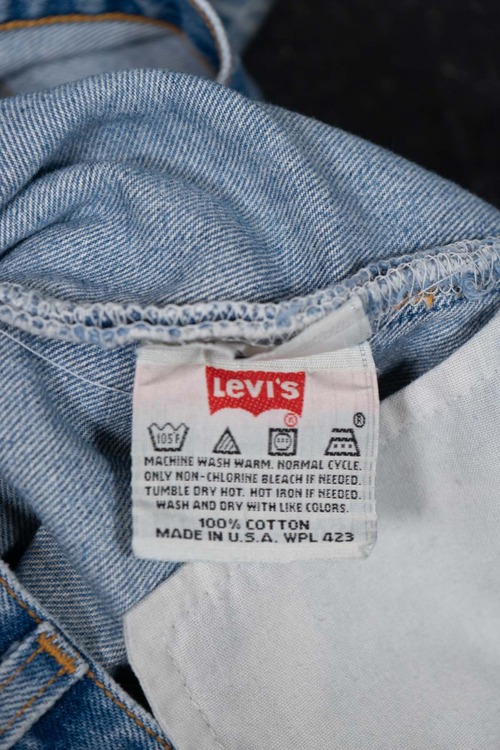 Levi's
®
®
105F
MACHINE WASH WARM. NORMAL CYCLE.
ONLY NON-CHLORINE BLEACH IF NEEDED.
TUMBLE DRY HOT. HOT IRON IF NEEDED.
WASH AND DRY WITH LIKE COLORS.
100% COTTON
MADE IN U.S.A. WPL 423